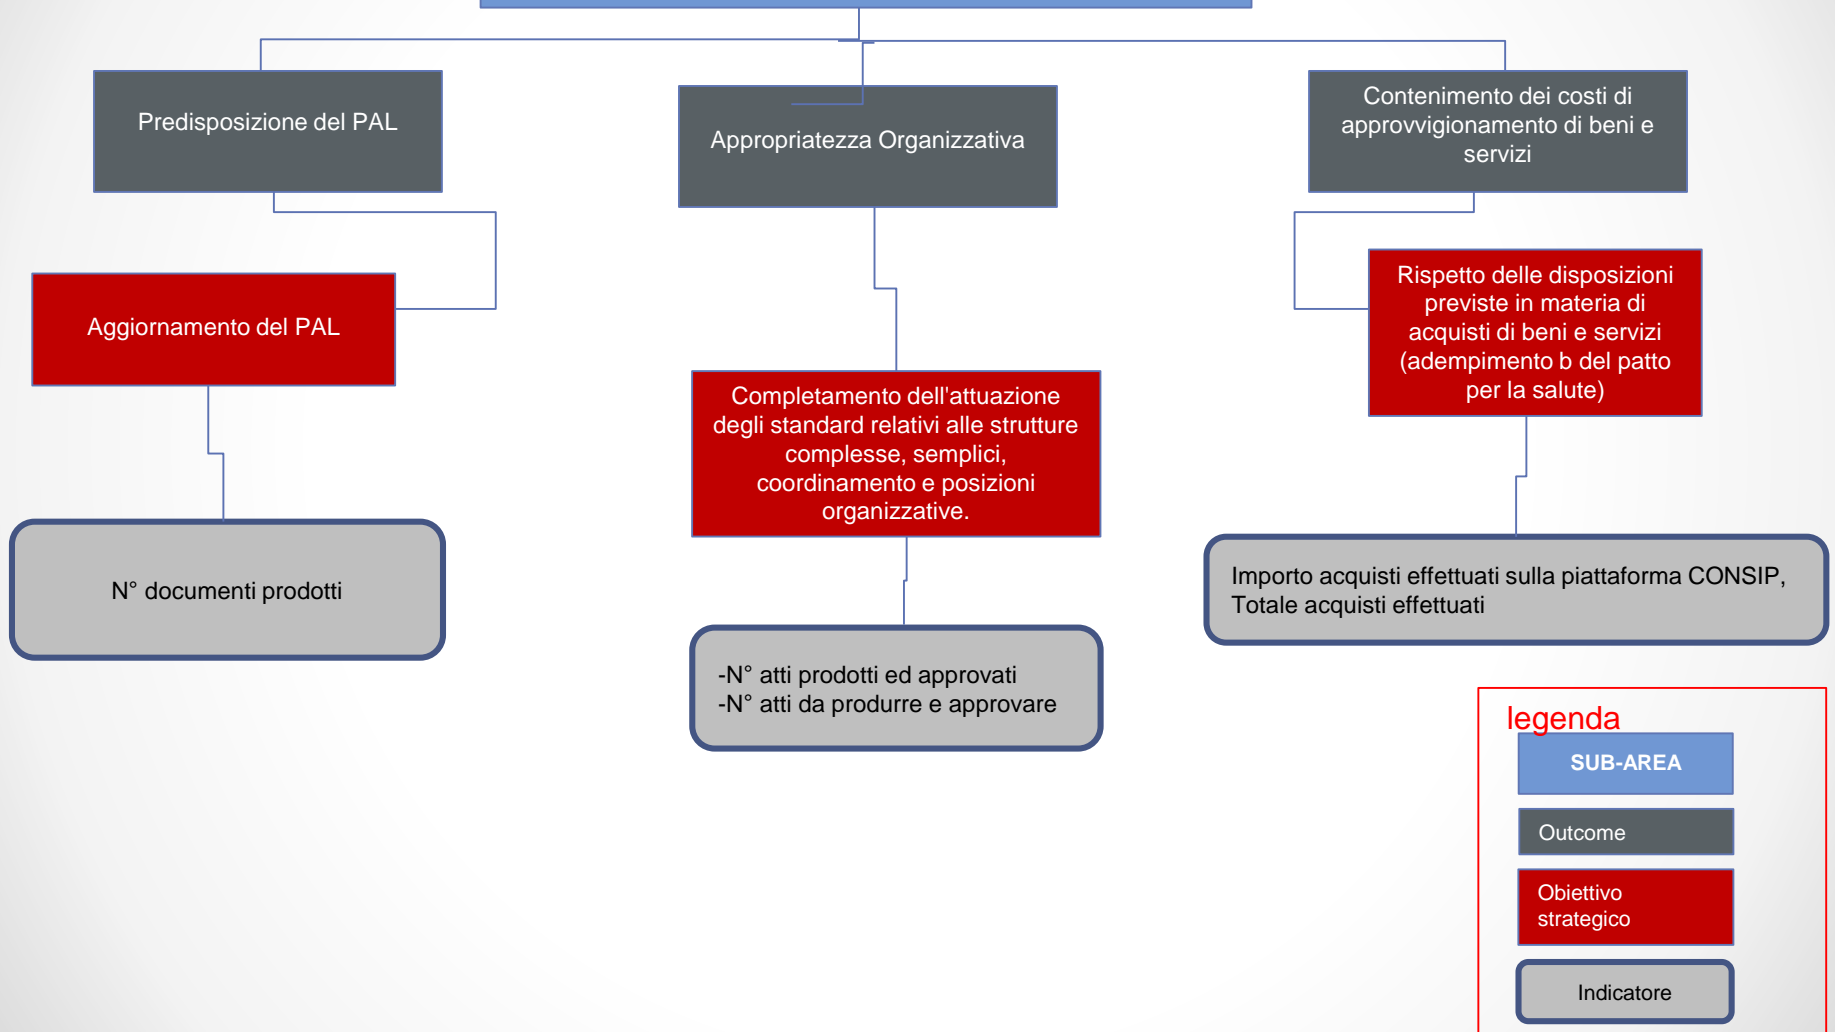 Predisposizione del PAL
Appropriatezza Organizzativa
Contenimento dei costi di
approvvigionamento di beni e
servizi
Aggiornamento del PAL
Completamento dell'attuazione
degli standard relativi alle strutture
complesse, semplici,
coordinamento e posizioni
organizzative.
Rispetto delle disposizioni
previste in materia di
acquisti di beni e servizi
(adempimento b del patto
per la salute)
N° documenti prodotti
-N° atti prodotti ed approvati
-N° atti da produrre e approvare
Importo acquisti effettuati sulla piattaforma CONSIP,
Totale acquisti effettuati
legenda
SUB-AREA
Outcome
Obiettivo
strategico
Indicatore